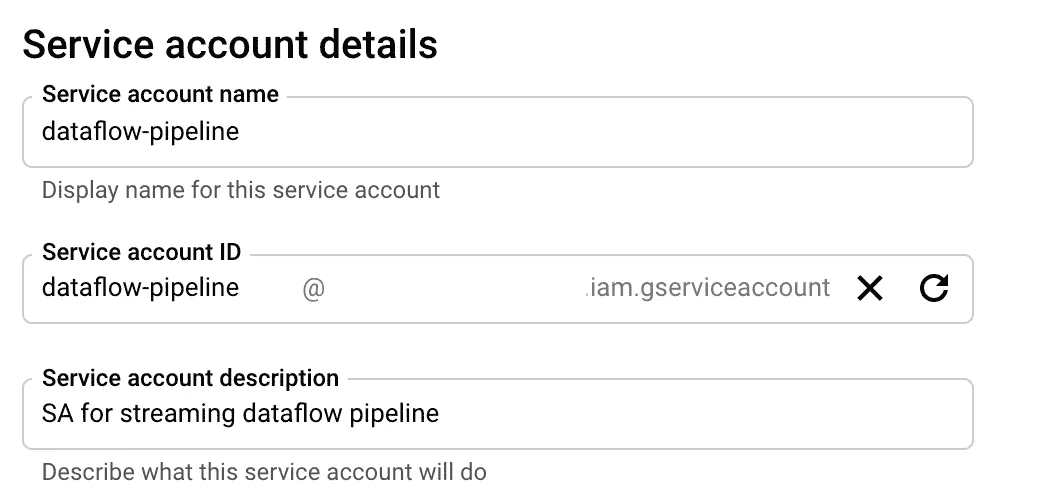 Service account details
Service account name
dataflow-pipeline
Display name for this service account
Service account ID
dataflow-pipeline @ .iam.gserviceaccount
Service account description
SA for streaming dataflow pipeline
Describe what this service account will do